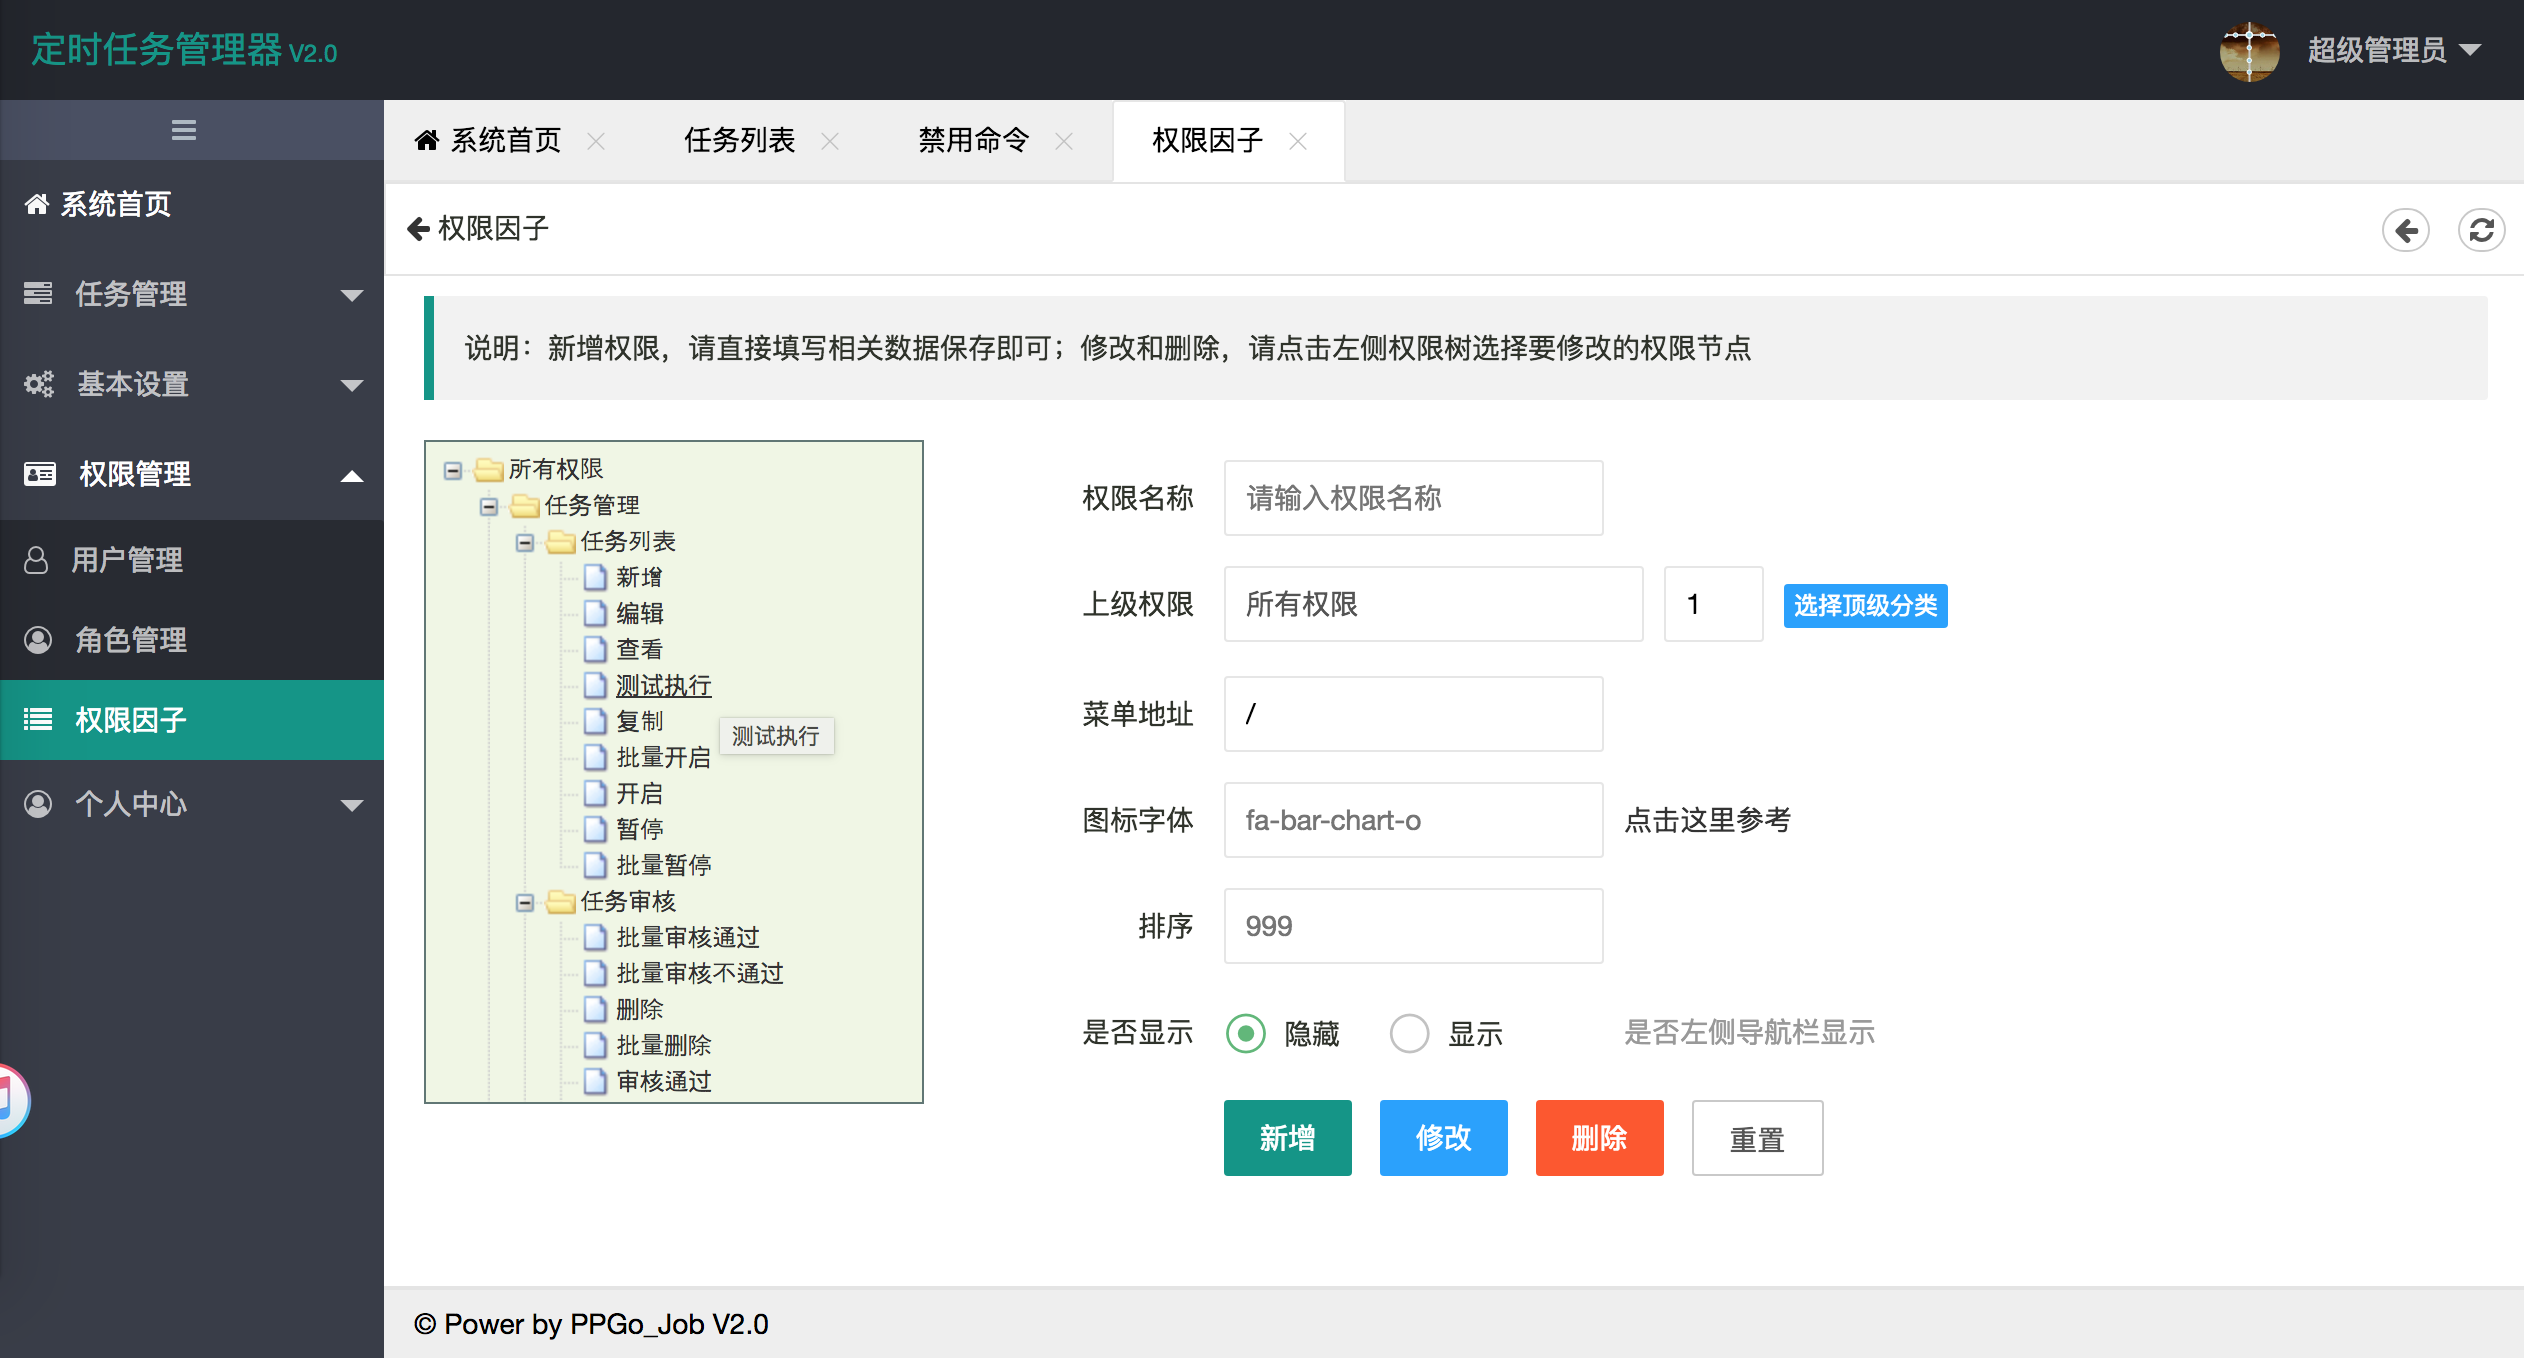 定时任务管理器 V2.0
超级管理员
系统首页
任务列表
禁用命令
权限因子
系统首页
任务管理
基本设置
权限管理
用户管理
角色管理
权限因子
个人中心
权限因子
说明：新增权限，请直接填写相关数据保存即可；修改和删除，请点击左侧权限树选择要修改的权限节点
所有权限
任务管理
任务列表
新增
编辑
查看
测试执行
复制
测试执行
批量开启
开启
暂停
批量暂停
任务审核
批量审核通过
批量审核不通过
删除
批量删除
审核通过
权限名称 请输入权限名称
上级权限 所有权限 1 选择顶级分类
菜单地址 /
图标字体 fa-bar-chart-o 点击这里参考
排序 999
是否显示 隐藏 显示 是否左侧导航栏显示
新增 修改 删除 重置
© Power by PPGo_Job V2.0